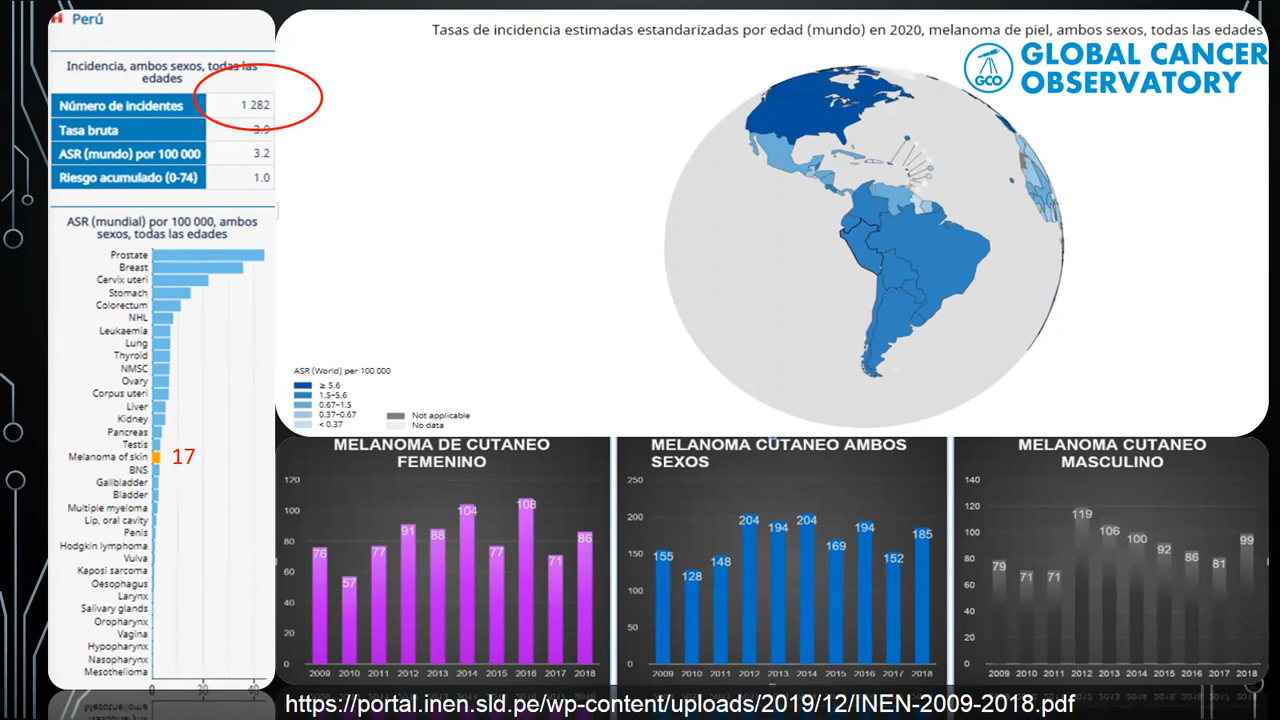 Perú
Incidencia, ambos sexos, todas las
edades
Número de incidentes 1 282
Tasa bruta 3.9
ASR (mundo) por 100 000 3.2
Riesgo acumulado (0-74) 1.0
ASR (mundial) por 100 000, ambos
sexos, todas las edades
Prostate
Breast
Cervix uteri
Stomach
Colorectum
NHL
Leukaemia
Lung
Thyroid
NMSC
Ovary
Corpus uteri
Liver
Kidney
Pancreas
Testis
Melanoma of skin 17
BNS
Gallbladder
Bladder
Multiple myeloma
Lip, oral cavity
Penis
Hodgkin lymphoma
Vulva
Kaposi sarcoma
Oesophagus
Larynx
Salivary glands
Oropharynx
Vagina
Hypopharynx
Nasopharynx
Mesothelioma
Tasas de incidencia estimadas estandarizadas por edad (mundo) en 2020, melanoma de piel, ambos sexos, todas las edades
GCO
GLOBAL CANCER
OBSERVATORY
ASR (World) per 100 000
≥ 5.6
1.5–5.6
0.67–1.5
0.37–0.67
< 0.37
Not applicable
No data
MELANOMA DE CUTANEO
FEMENINO
120
100
80
60
40
20
0
76 57 77 91 88 104 77 108 71 86
2009 2010 2011 2012 2013 2014 2015 2016 2017 2018
MELANOMA CUTANEO AMBOS
SEXOS
250
200
150
100
50
0
155 128 148 204 194 204 169 194 152 185
2009 2010 2011 2012 2013 2014 2015 2016 2017 2018
MELANOMA CUTANEO
MASCULINO
140
120
100
80
60
40
20
0
79 71 71 119 106 100 92 86 81 99
2009 2010 2011 2012 2013 2014 2015 2016 2017 2018
https://portal.inen.sld.pe/wp-content/uploads/2019/12/INEN-2009-2018.pdf